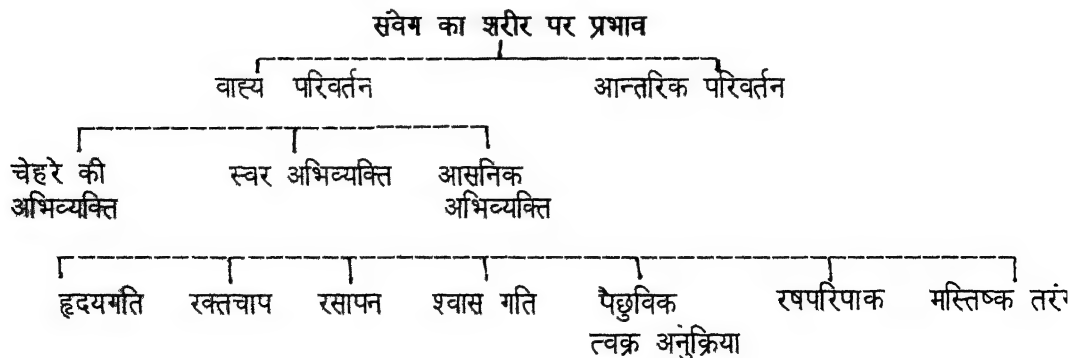 संवेग का शरीर पर प्रभाव
वाह्य परिवर्तन आन्तरिक परिवर्तन
चेहरे की स्वर अभिव्यक्ति आसनिक
अभिव्यक्ति अभिव्यक्ति
हृदयगति रक्तचाप रसापन श्वास गति पैछुविक रषपरिपाक मस्तिष्क
त्वक्र अनुंक्रिया